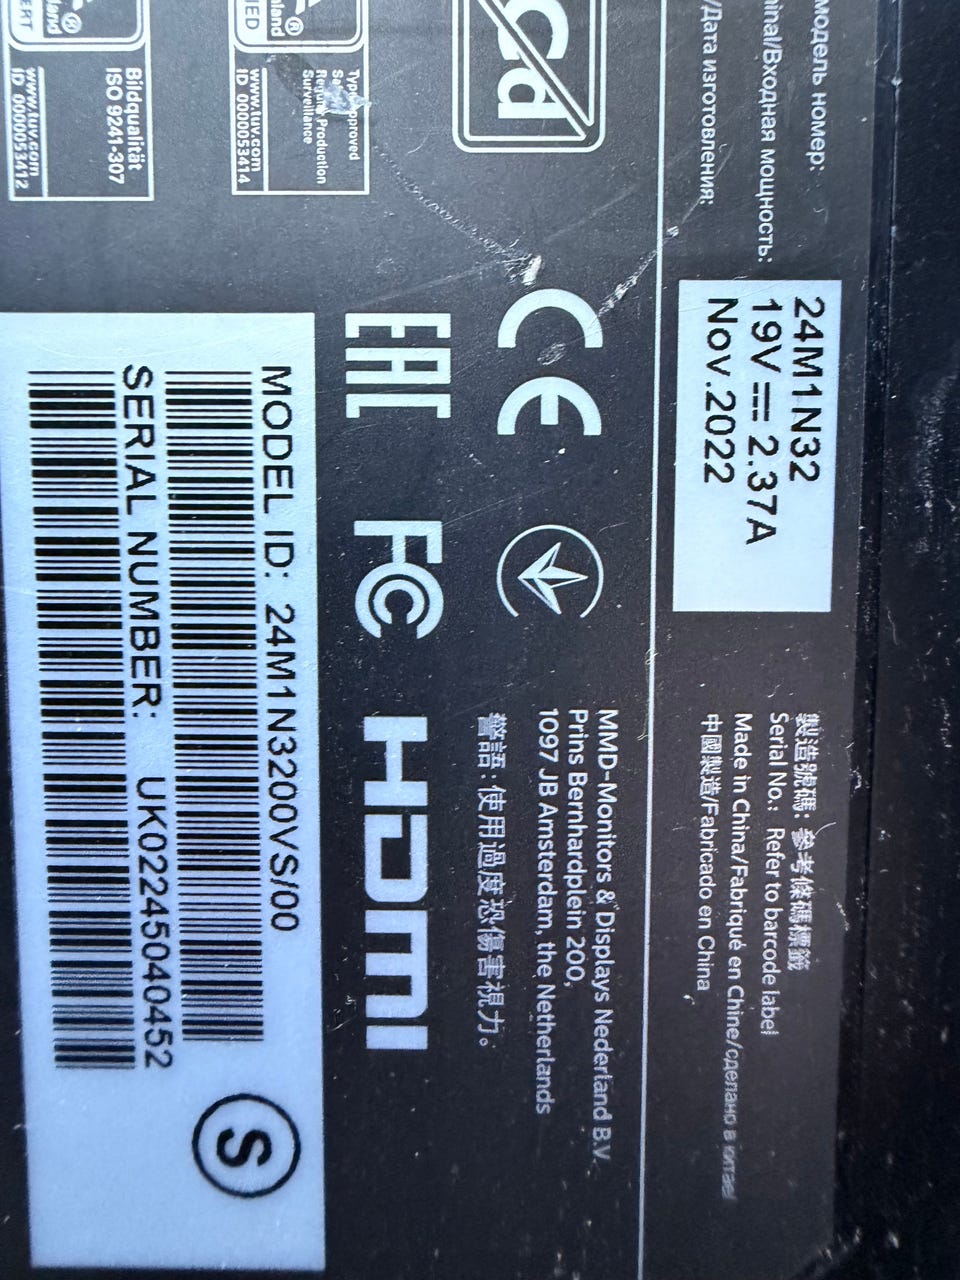 модель номер:
/Входная мощность:
/Дата изготовления:
24M1N32
19V ⎓ 2.37A
Nov.2022
製造號碼: 參考條碼標籤
Serial No.: Refer to barcode label
Made in China/Fabriqué en Chine/сделано в китае/
中國製造/Fabricado en China
CE
MMD-Monitors & Displays Nederland B.V.
Prins Bernhardplein 200,
1097 JB Amsterdam, the Netherlands
警語:使用過度恐傷害視力。
Type Approved
Regular Production
Surveillance
www.tuv.com
ID 0000053414
EAC
FC
HDMI
Bildqualität
ISO 9241-307
www.tuv.com
ID 0000053412
MODEL ID: 24M1N3200VS/00
SERIAL NUMBER: UK02245040452
S